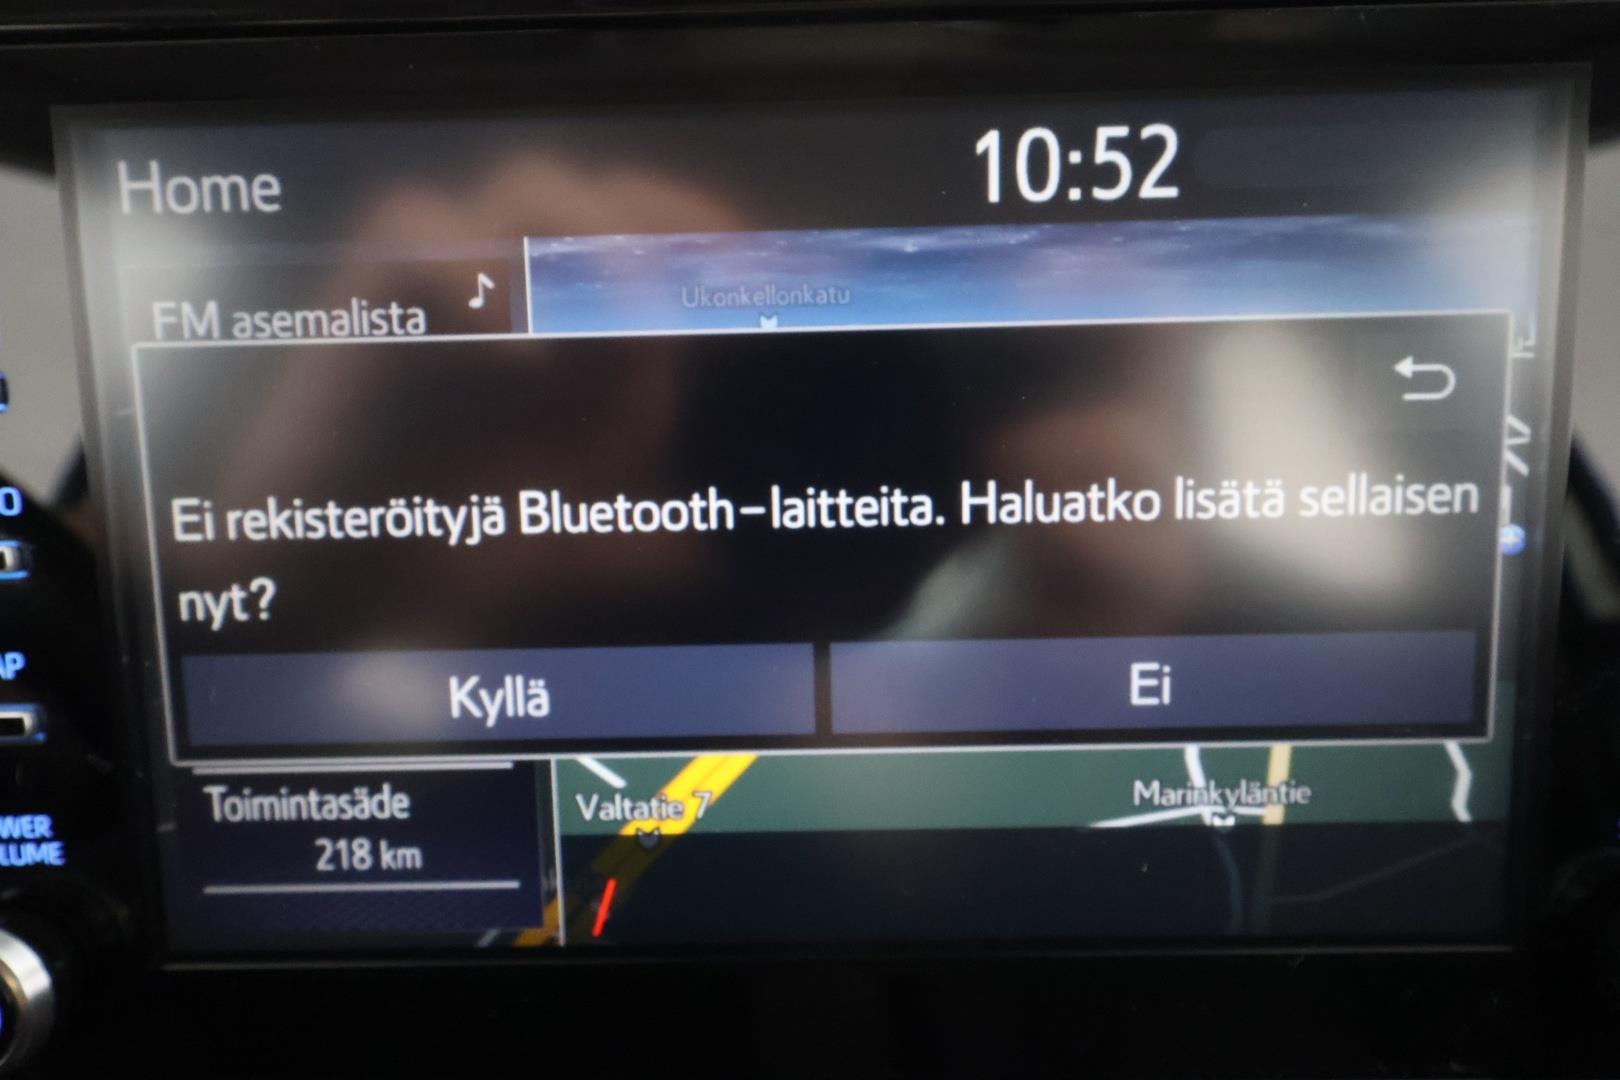 Home
10:52
FM asemalista
Ukonkellonkatu
Ei rekisteröityjä Bluetooth-laitteita. Haluatko lisätä sellaisen
nyt?
Kyllä
Ei
Toimintasäde
218 km
Valtatie 7
Marinkyläntie